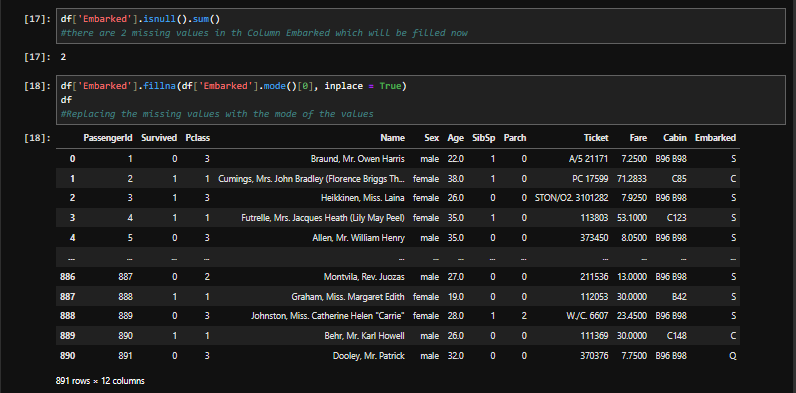 [17]: df['Embarked'].isnull().sum()
#there are 2 missing values in th Column Embarked which will be filled now
[17]: 2
[18]: df['Embarked'].fillna(df['Embarked'].mode()[0], inplace = True)
df
#Replacing the missing values with the mode of the values
[18]: PassengerId Survived Pclass Name Sex Age SibSp Parch Ticket Fare Cabin Embarked
0 1 0 3 Braund, Mr. Owen Harris male 22.0 1 0 A/5 21171 7.2500 B96 B98 S
1 2 1 1 Cumings, Mrs. John Bradley (Florence Briggs Th... female 38.0 1 0 PC 17599 71.2833 C85 C
2 3 1 3 Heikkinen, Miss. Laina female 26.0 0 0 STON/O2. 3101282 7.9250 B96 B98 S
3 4 1 1 Futrelle, Mrs. Jacques Heath (Lily May Peel) female 35.0 1 0 113803 53.1000 C123 S
4 5 0 3 Allen, Mr. William Henry male 35.0 0 0 373450 8.0500 B96 B98 S
... ... ... ... ... ... ... ... ... ... ... ... ...
886 887 0 2 Montvila, Rev. Juozas male 27.0 0 0 211536 13.0000 B96 B98 S
887 888 1 1 Graham, Miss. Margaret Edith female 19.0 0 0 112053 30.0000 B42 S
888 889 0 3 Johnston, Miss. Catherine Helen "Carrie" female 28.0 1 2 W./C. 6607 23.4500 B96 B98 S
889 890 1 1 Behr, Mr. Karl Howell male 26.0 0 0 111369 30.0000 C148 C
890 891 0 3 Dooley, Mr. Patrick male 32.0 0 0 370376 7.7500 B96 B98 Q
891 rows × 12 columns